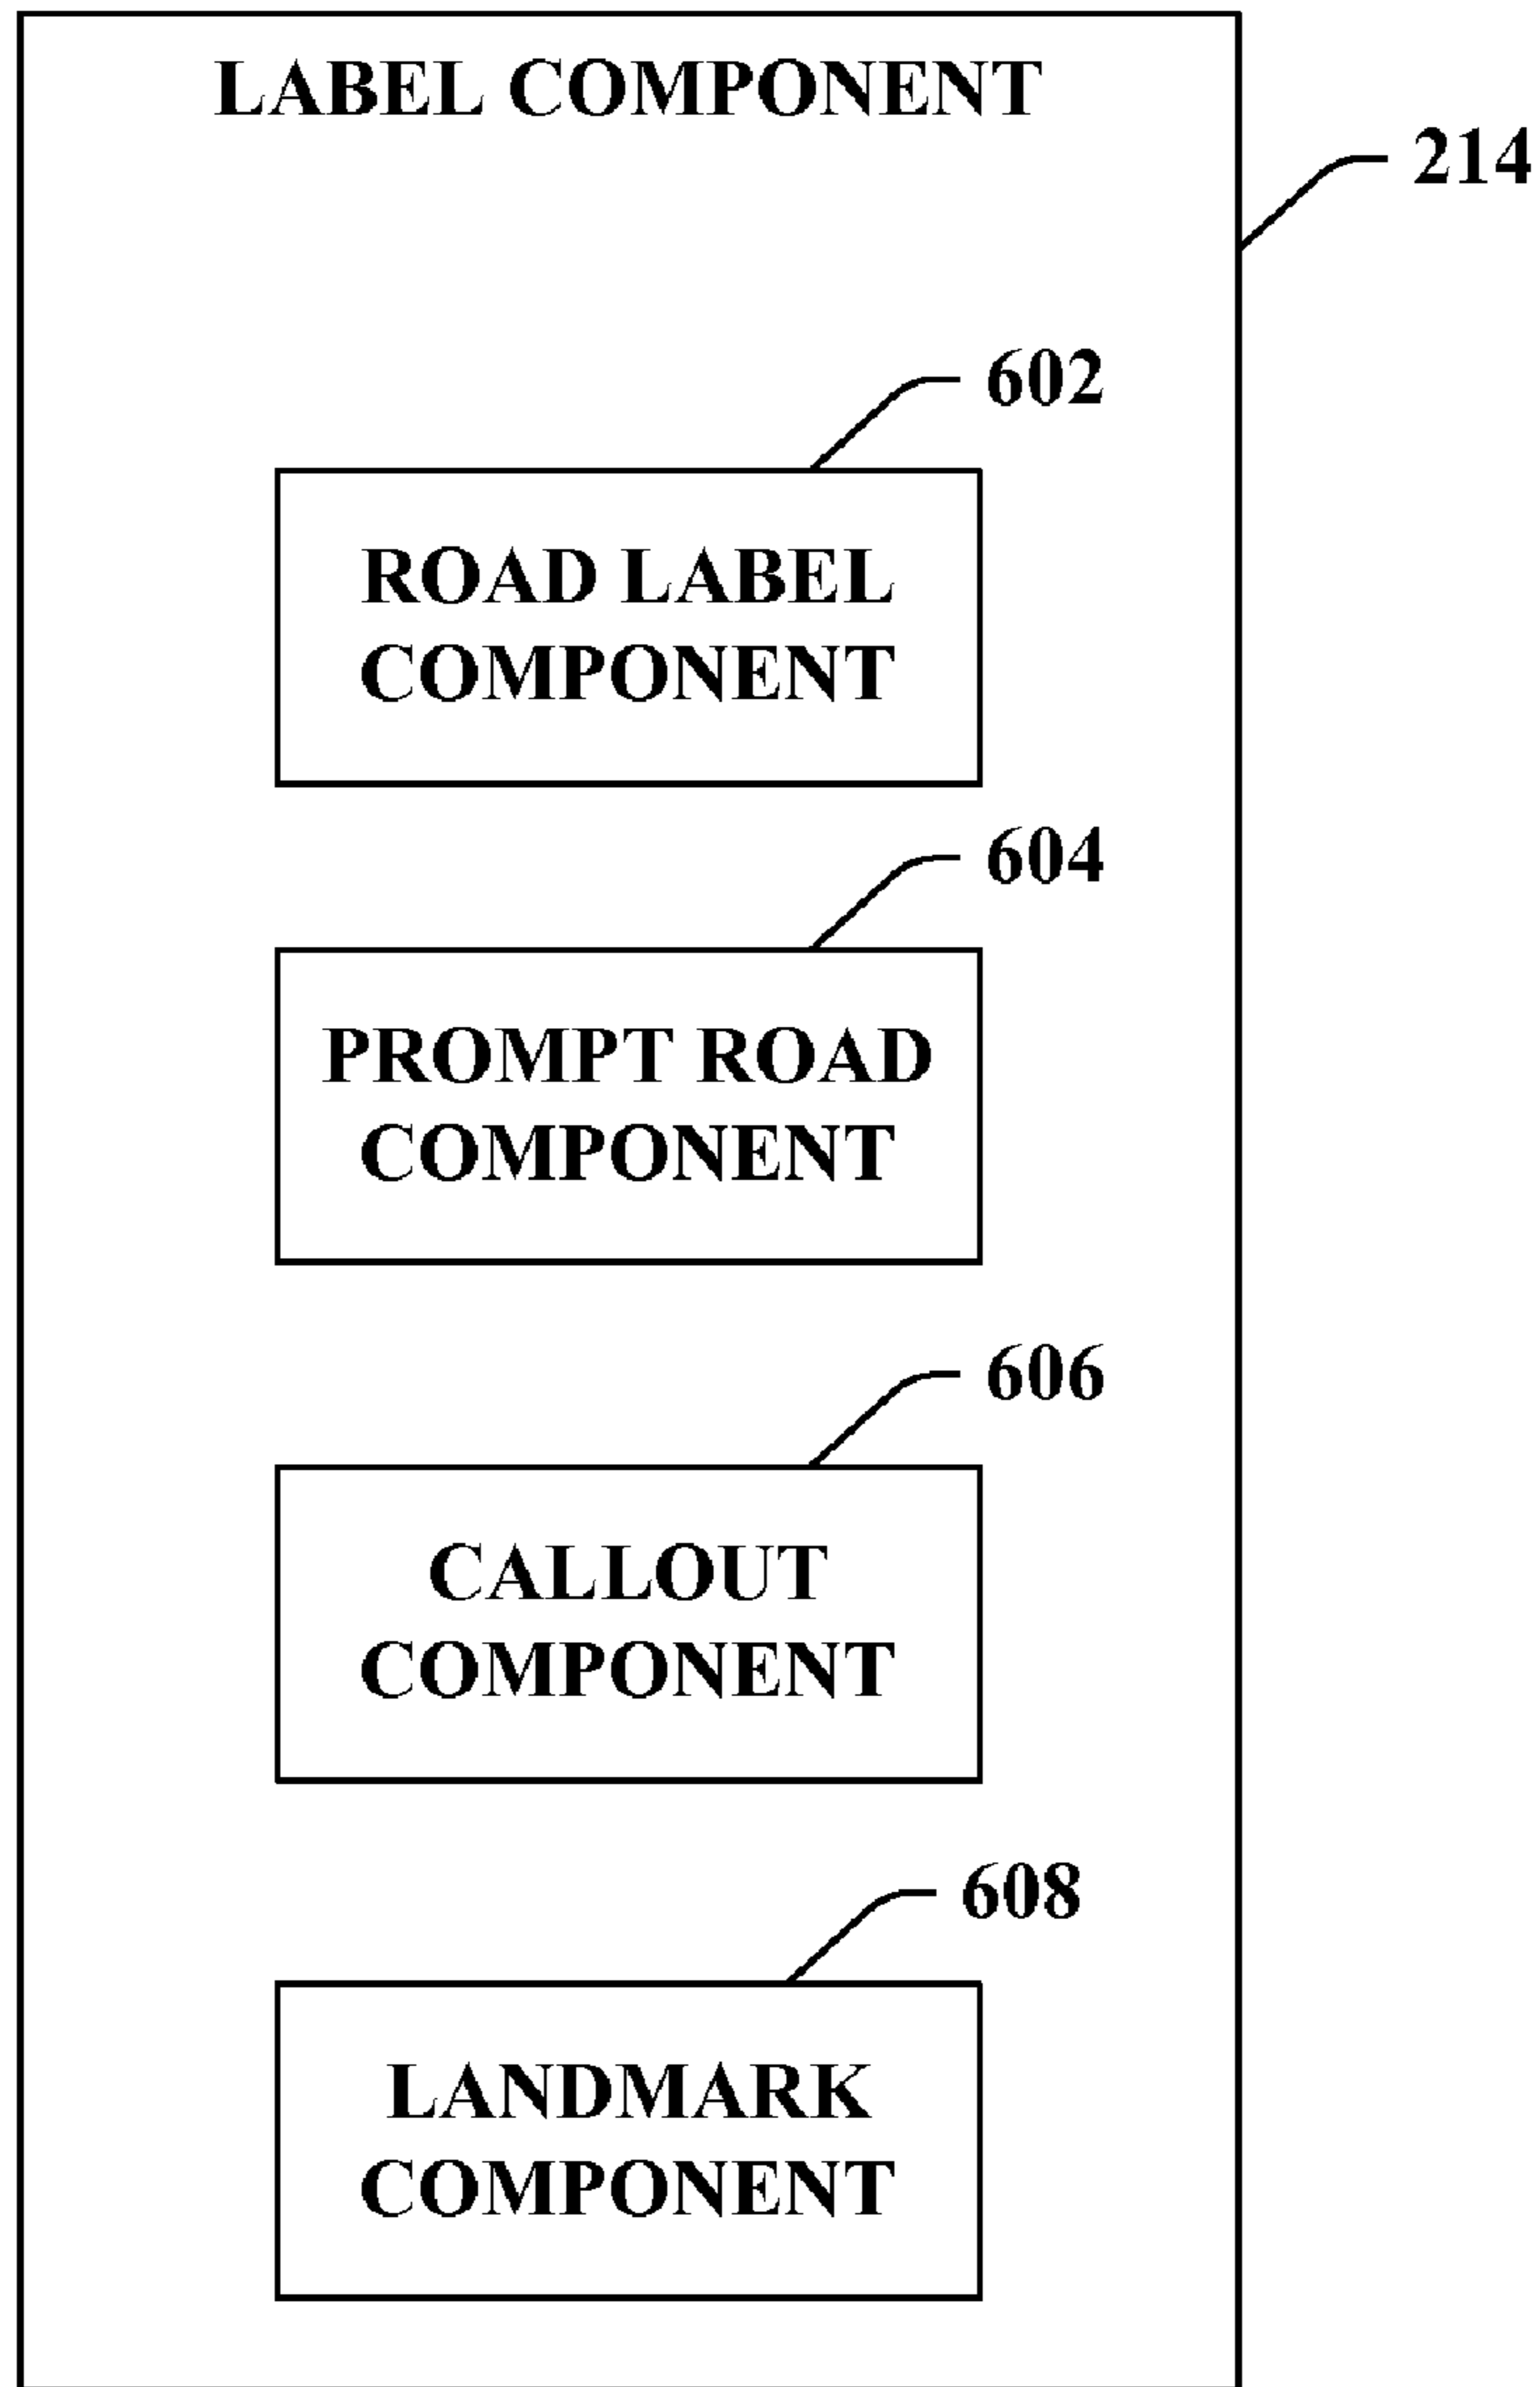 LABEL COMPONENT
214
602
ROAD LABEL
COMPONENT
604
PROMPT ROAD
COMPONENT
606
CALLOUT
COMPONENT
608
LANDMARK
COMPONENT